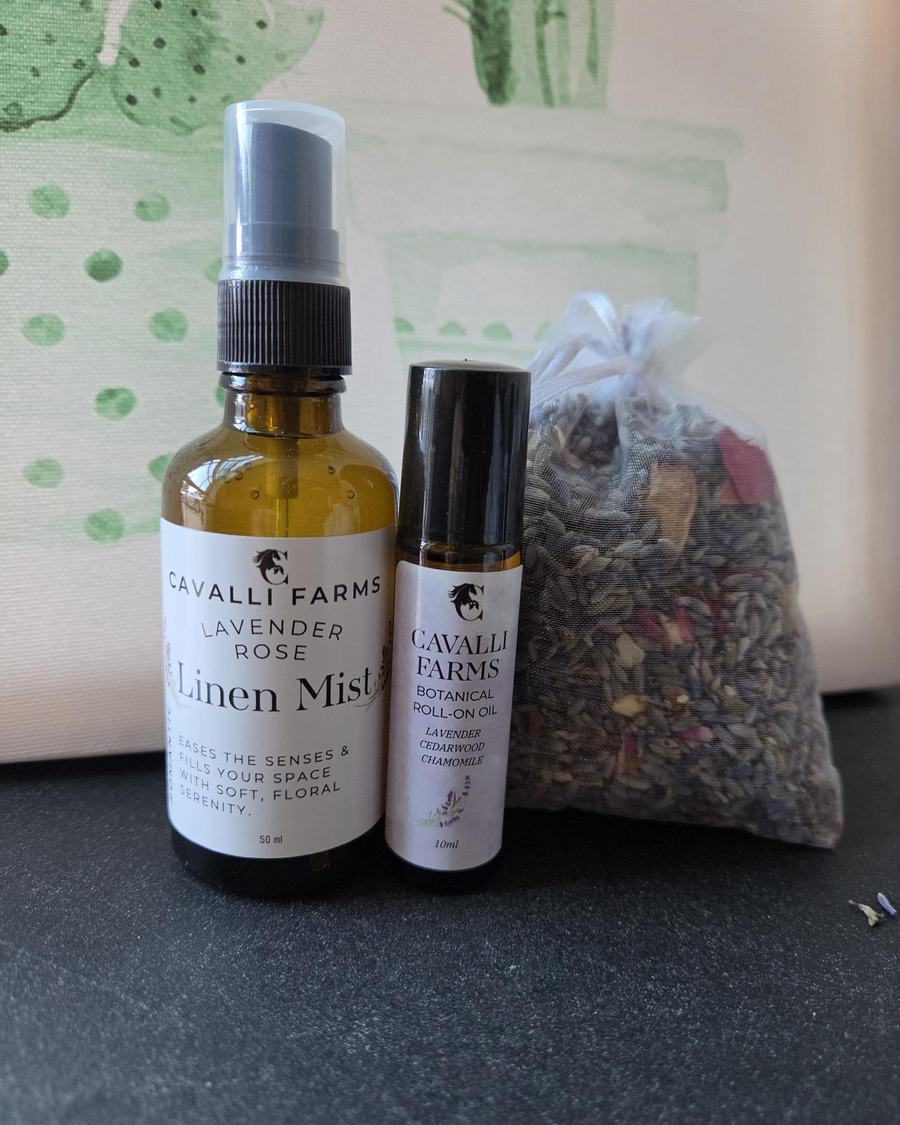 CAVALLI FARMS
LAVENDER
ROSE
Linen Mist
EASES THE SENSES &
FILLS YOUR SPACE
WITH SOFT, FLORAL
SERENITY.
50 ml
C
CAVALLI
FARMS
BOTANICAL
ROLL-ON OIL
LAVENDER
CEDARWOOD
CHAMOMILE
10ml